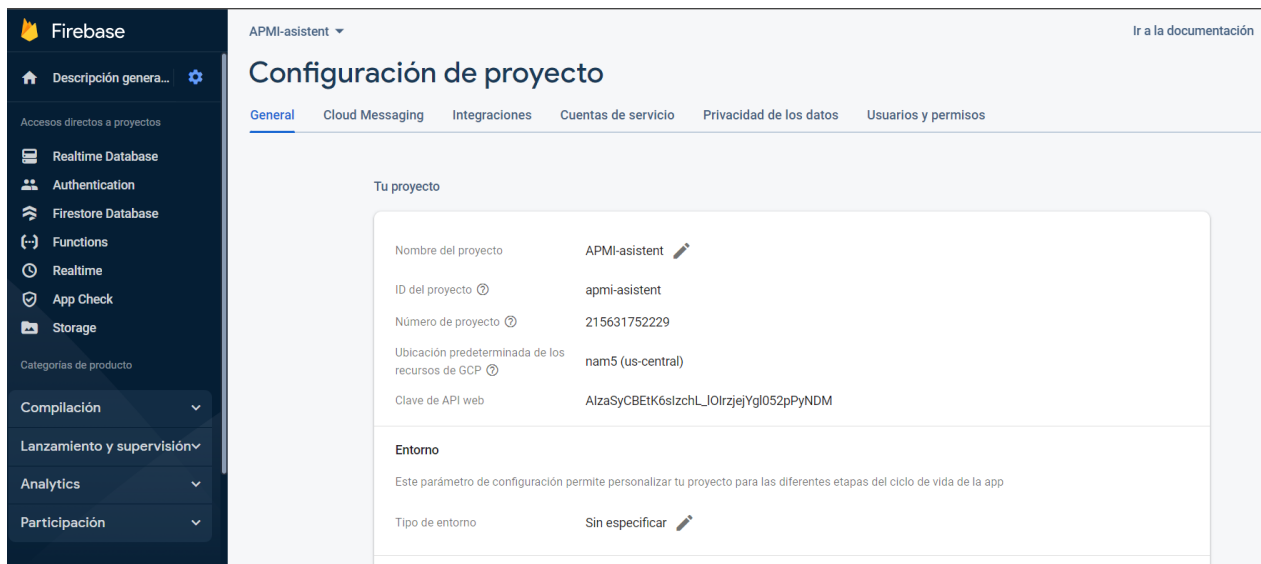 Firebase
APMI-asistent
Ir a la documentación
Descripción genera...
Configuración de proyecto
General Cloud Messaging Integraciones Cuentas de servicio Privacidad de los datos Usuarios y permisos
Accesos directos a proyectos
Realtime Database
Authentication
Firestore Database
Functions
Realtime
App Check
Storage
Categorías de producto
Compilación
Lanzamiento y supervisión
Analytics
Participación
Tu proyecto
Nombre del proyecto APMI-asistent
ID del proyecto apmi-asistent
Número de proyecto 215631752229
Ubicación predeterminada de los
recursos de GCP nam5 (us-central)
Clave de API web AIzaSyCBEtK6sIzchL_lOIrzjejYgl052pPyNDM
Entorno
Este parámetro de configuración permite personalizar tu proyecto para las diferentes etapas del ciclo de vida de la app
Tipo de entorno Sin especificar